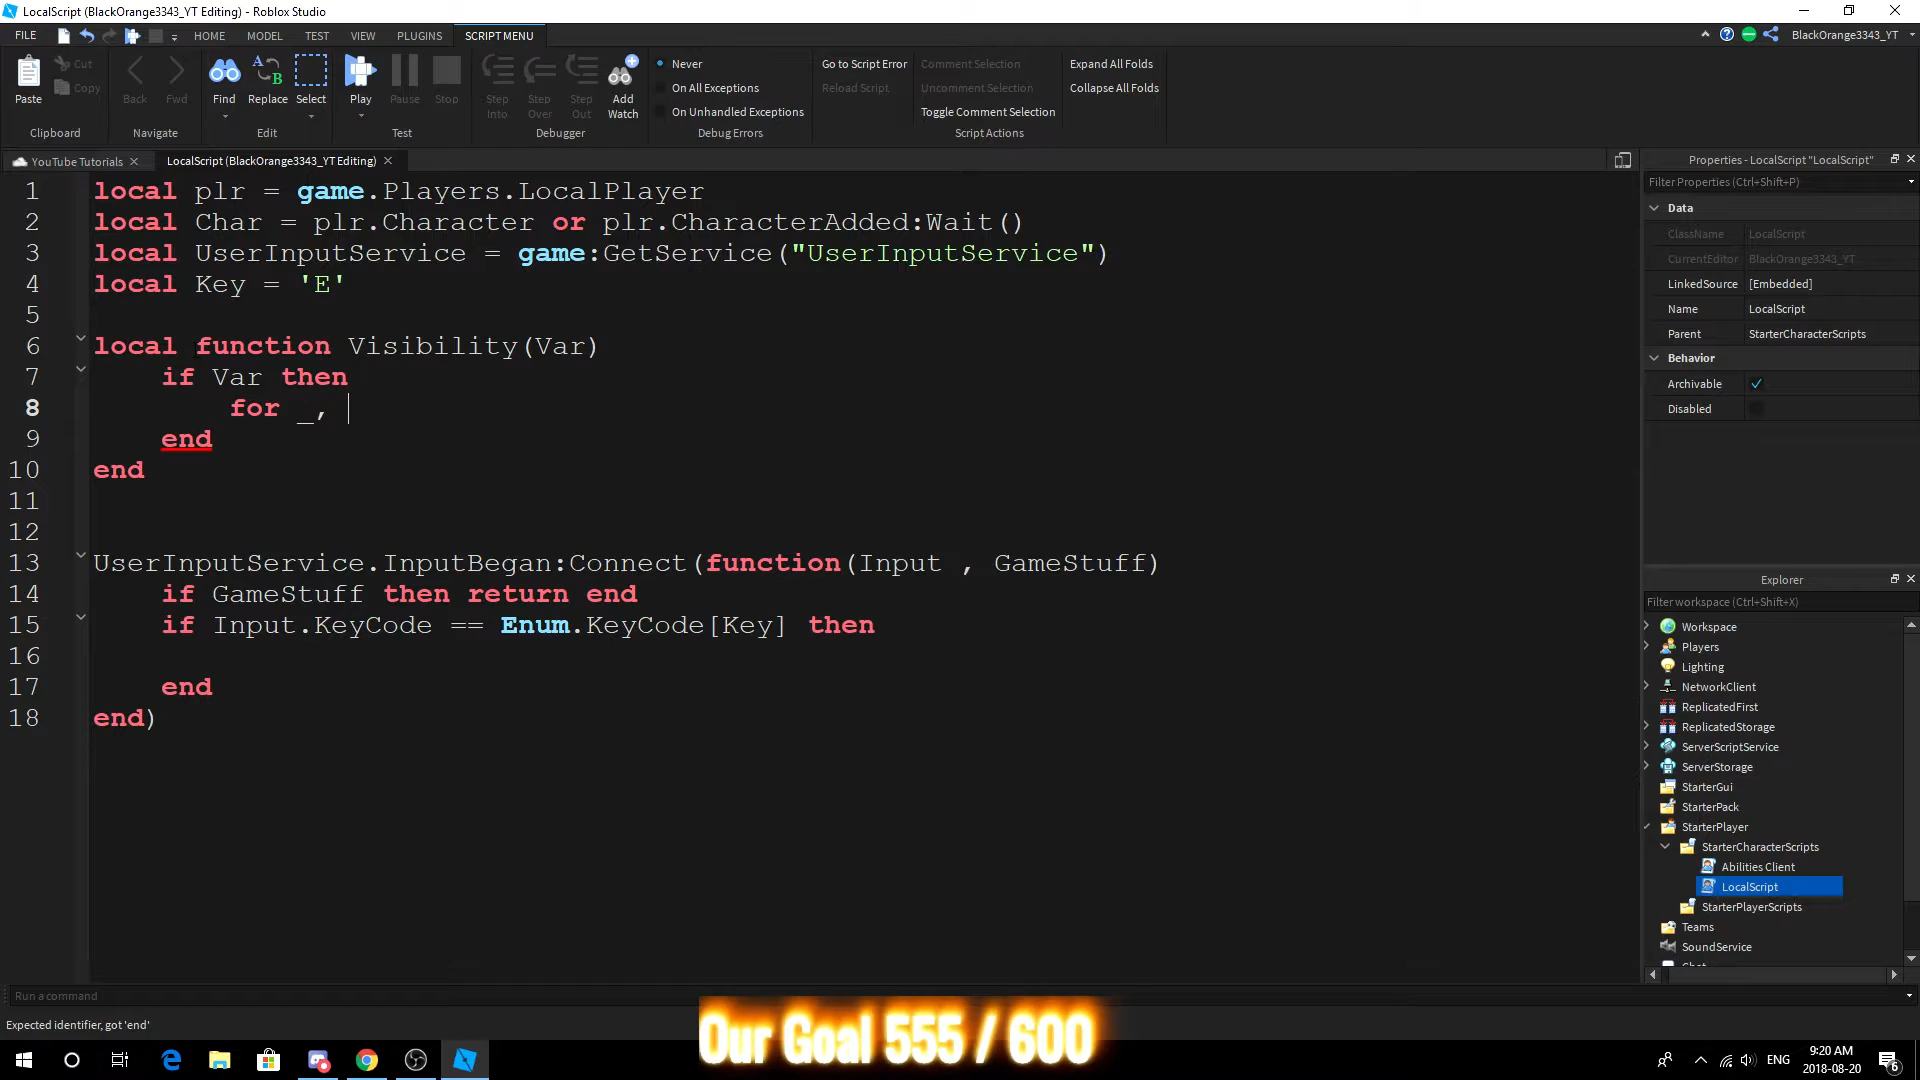 LocalScript (BlackOrange3343_YT Editing) - Roblox Studio
FILE HOME MODEL TEST VIEW PLUGINS SCRIPT MENU BlackOrange3343_YT
Cut Never Go to Script Error Comment Selection Expand All Folds
Copy On All Exceptions Reload Script Uncomment Selection Collapse All Folds
Paste Back Fwd Find Replace Select Play Pause Stop Step Into Step Over Step Out Add Watch On Unhandled Exceptions Toggle Comment Selection
Clipboard Navigate Edit Test Debugger Debug Errors Script Actions
YouTube Tutorials LocalScript (BlackOrange3343_YT Editing)
1 local plr = game.Players.LocalPlayer
2 local Char = plr.Character or plr.CharacterAdded:Wait()
3 local UserInputService = game:GetService("UserInputService")
4 local Key = 'E'
5
6 local function Visibility(Var)
7 if Var then
8 for _,
9 end
10 end
11
12
13 UserInputService.InputBegan:Connect(function(Input , GameStuff)
14 if GameStuff then return end
15 if Input.KeyCode == Enum.KeyCode[Key] then
16
17 end
18 end)
Properties - LocalScript "LocalScript"
Filter Properties (Ctrl+Shift+P)
Data
ClassName LocalScript
CurrentEditor BlackOrange3343_YT
LinkedSource [Embedded]
Name LocalScript
Parent StarterCharacterScripts
Behavior
Archivable
Disabled
Explorer
Filter workspace (Ctrl+Shift+X)
Workspace
Players
Lighting
NetworkClient
ReplicatedFirst
ReplicatedStorage
ServerScriptService
ServerStorage
StarterGui
StarterPack
StarterPlayer
StarterCharacterScripts
Abilities Client
LocalScript
StarterPlayerScripts
Teams
SoundService
Run a command
Expected identifier, got 'end'
Our Goal 555 / 600
ENG
9:20 AM
2018-08-20
6